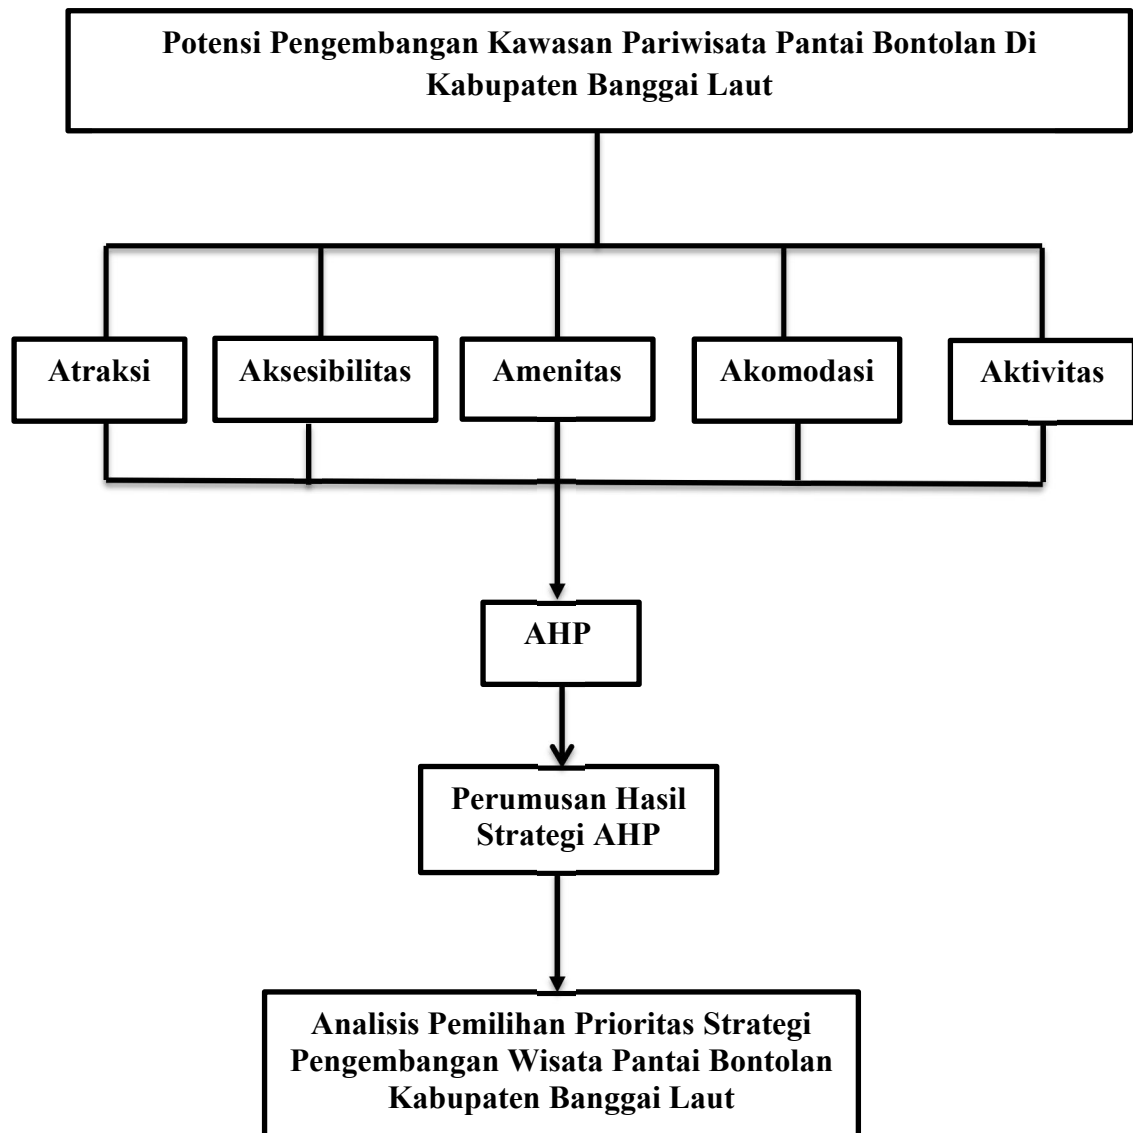 Potensi Pengembangan Kawasan Pariwisata Pantai Bontolan Di
Kabupaten Banggai Laut
Atraksi
Aksesibilitas
Amenitas
Akomodasi
Aktivitas
AHP
Perumusan Hasil
Strategi AHP
Analisis Pemilihan Prioritas Strategi
Pengembangan Wisata Pantai Bontolan
Kabupaten Banggai Laut